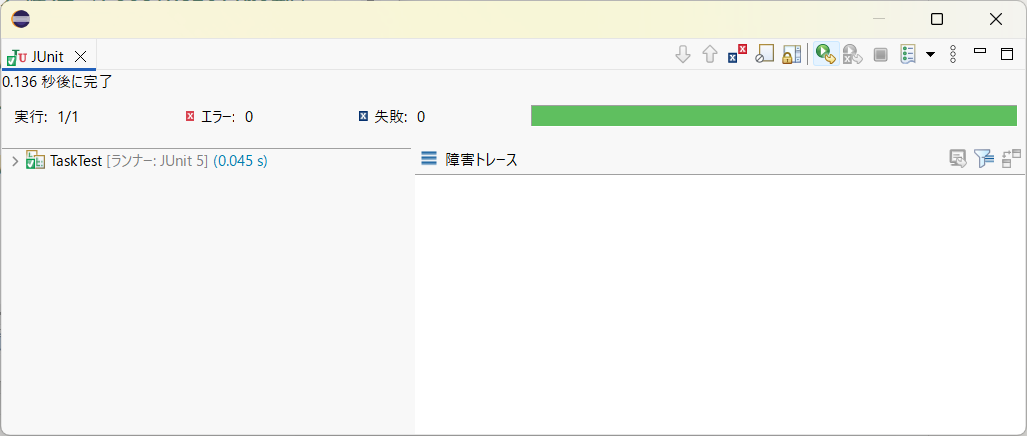 JUnit
0.136 秒後に完了
実行: 1/1 エラー: 0 失敗: 0
TaskTest [ランナー: JUnit 5] (0.045 s)
障害トレース